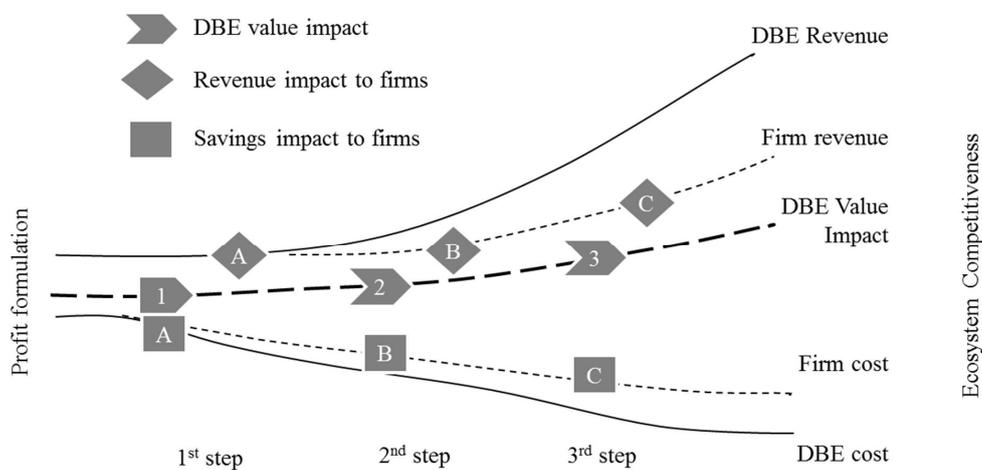 DBE value impact
Revenue impact to firms
Savings impact to firms
DBE Revenue
Firm revenue
DBE Value
Impact
Firm cost
DBE cost
Profit formulation
Ecosystem Competitiveness
A
B
C
1
2
3
A
B
C
1st step
2nd step
3rd step